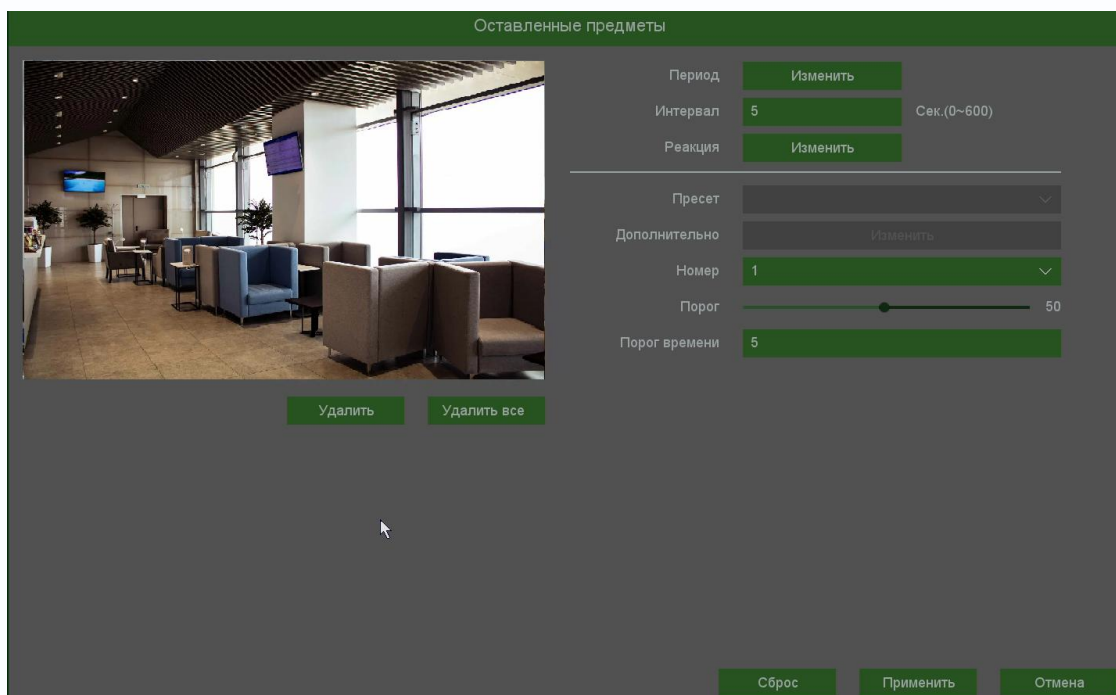 Оставленные предметы
Период Изменить
Интервал 5 Сек.(0~600)
Реакция Изменить
Пресет
Дополнительно Изменить
Номер 1
Порог 50
Порог времени 5
Удалить Удалить все
Сброс Применить Отмена